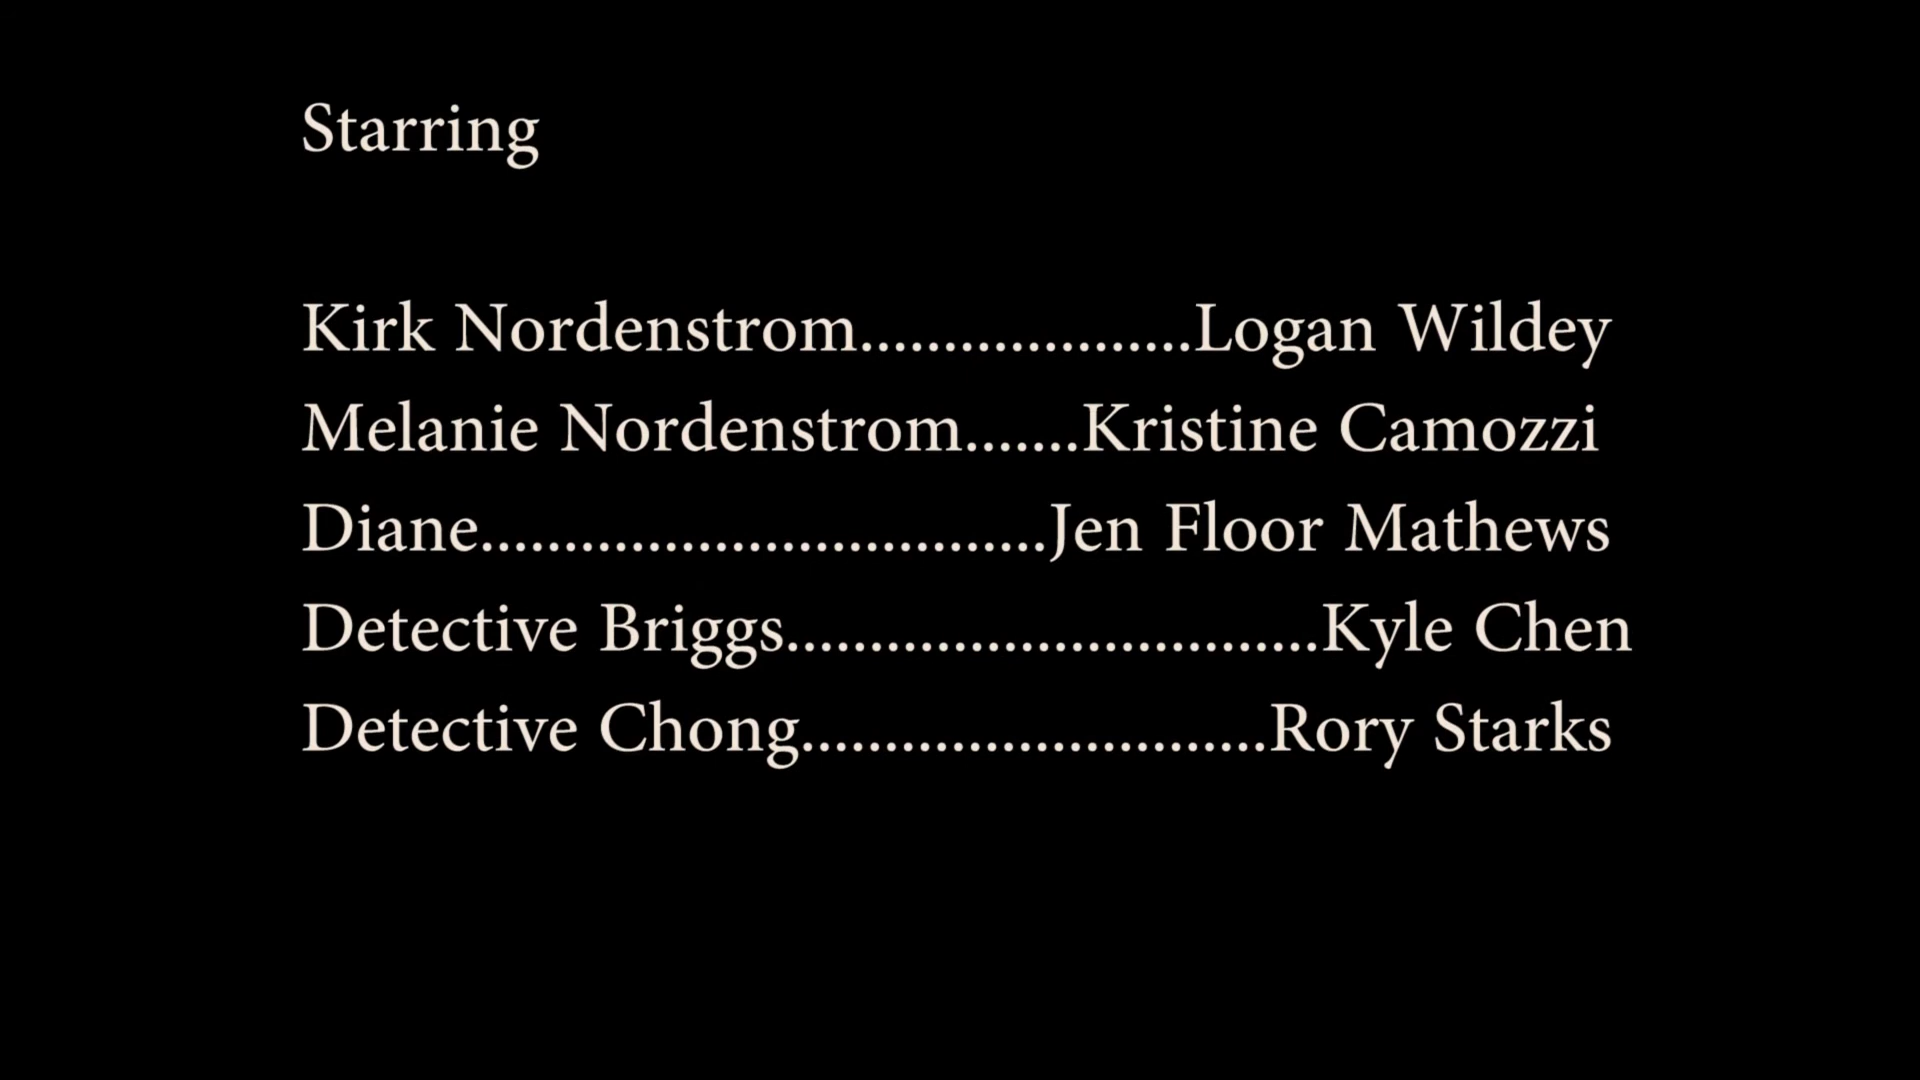 Starring
Kirk Nordenstrom....................Logan Wildey
Melanie Nordenstrom.......Kristine Camozzi
Diane..................................Jen Floor Mathews
Detective Briggs................................Kyle Chen
Detective Chong............................Rory Starks